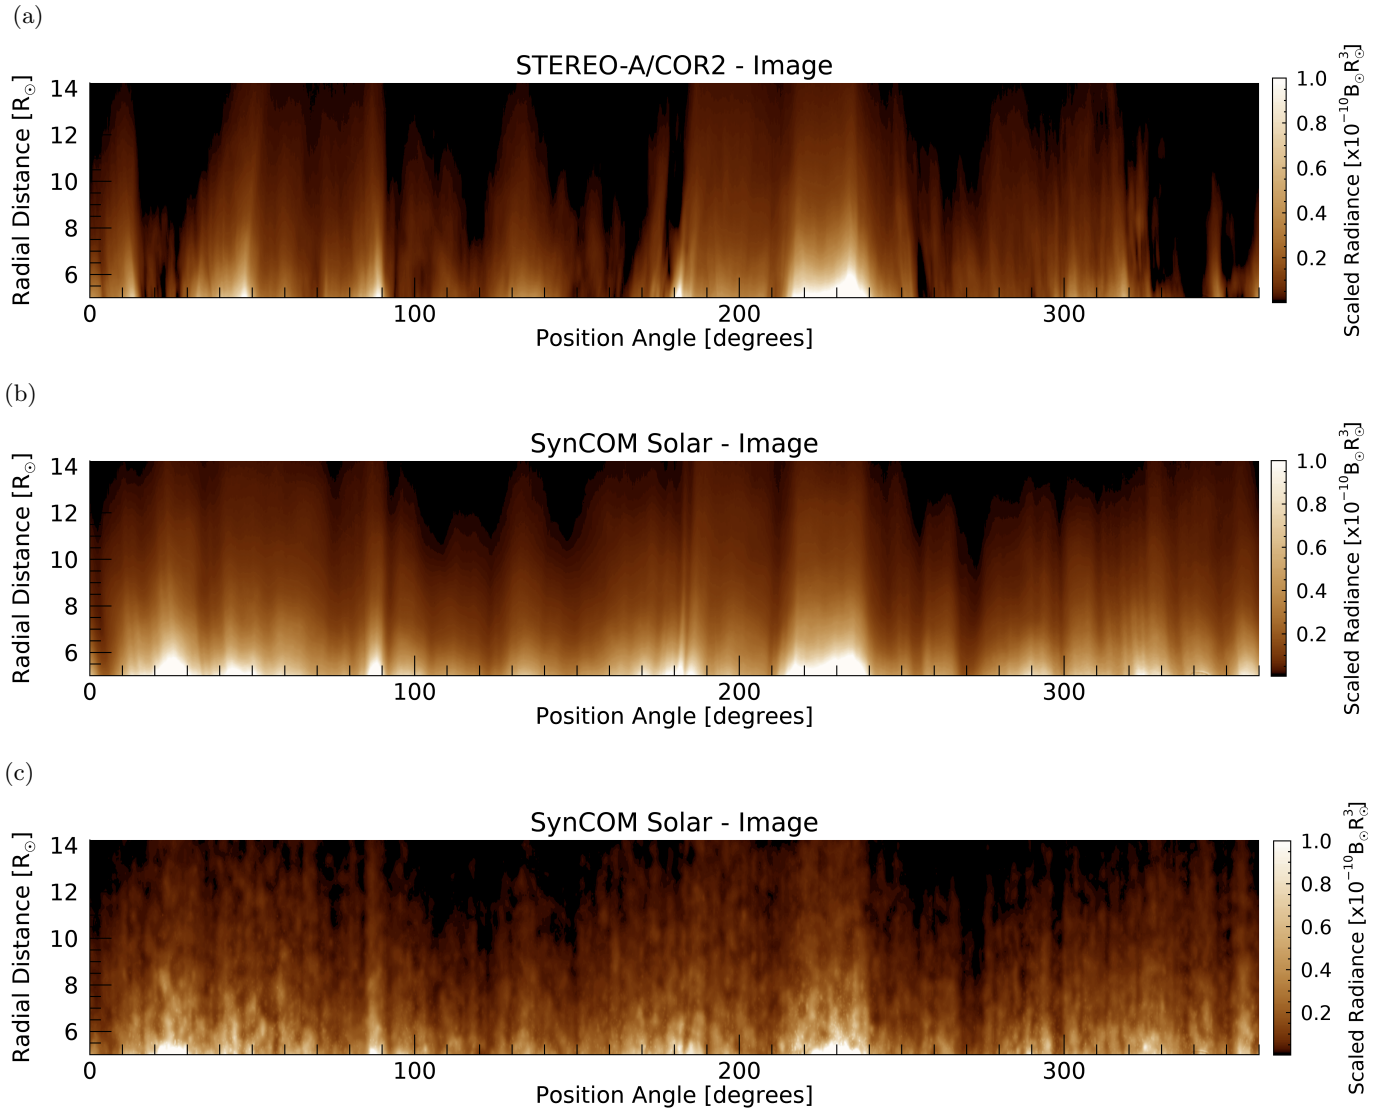 (a)
STEREO-A/COR2 - Image
Radial Distance [R☉]
14
12
10
8
6
0
100
200
300
Position Angle [degrees]
1.0
0.8
0.6
0.4
0.2
Scaled Radiance [x10⁻¹⁰B☉R☉³]
(b)
SynCOM Solar - Image
Radial Distance [R☉]
14
12
10
8
6
0
100
200
300
Position Angle [degrees]
1.0
0.8
0.6
0.4
0.2
Scaled Radiance [x10⁻¹⁰B☉R☉³]
(c)
SynCOM Solar - Image
Radial Distance [R☉]
14
12
10
8
6
0
100
200
300
Position Angle [degrees]
1.0
0.8
0.6
0.4
0.2
Scaled Radiance [x10⁻¹⁰B☉R☉³]